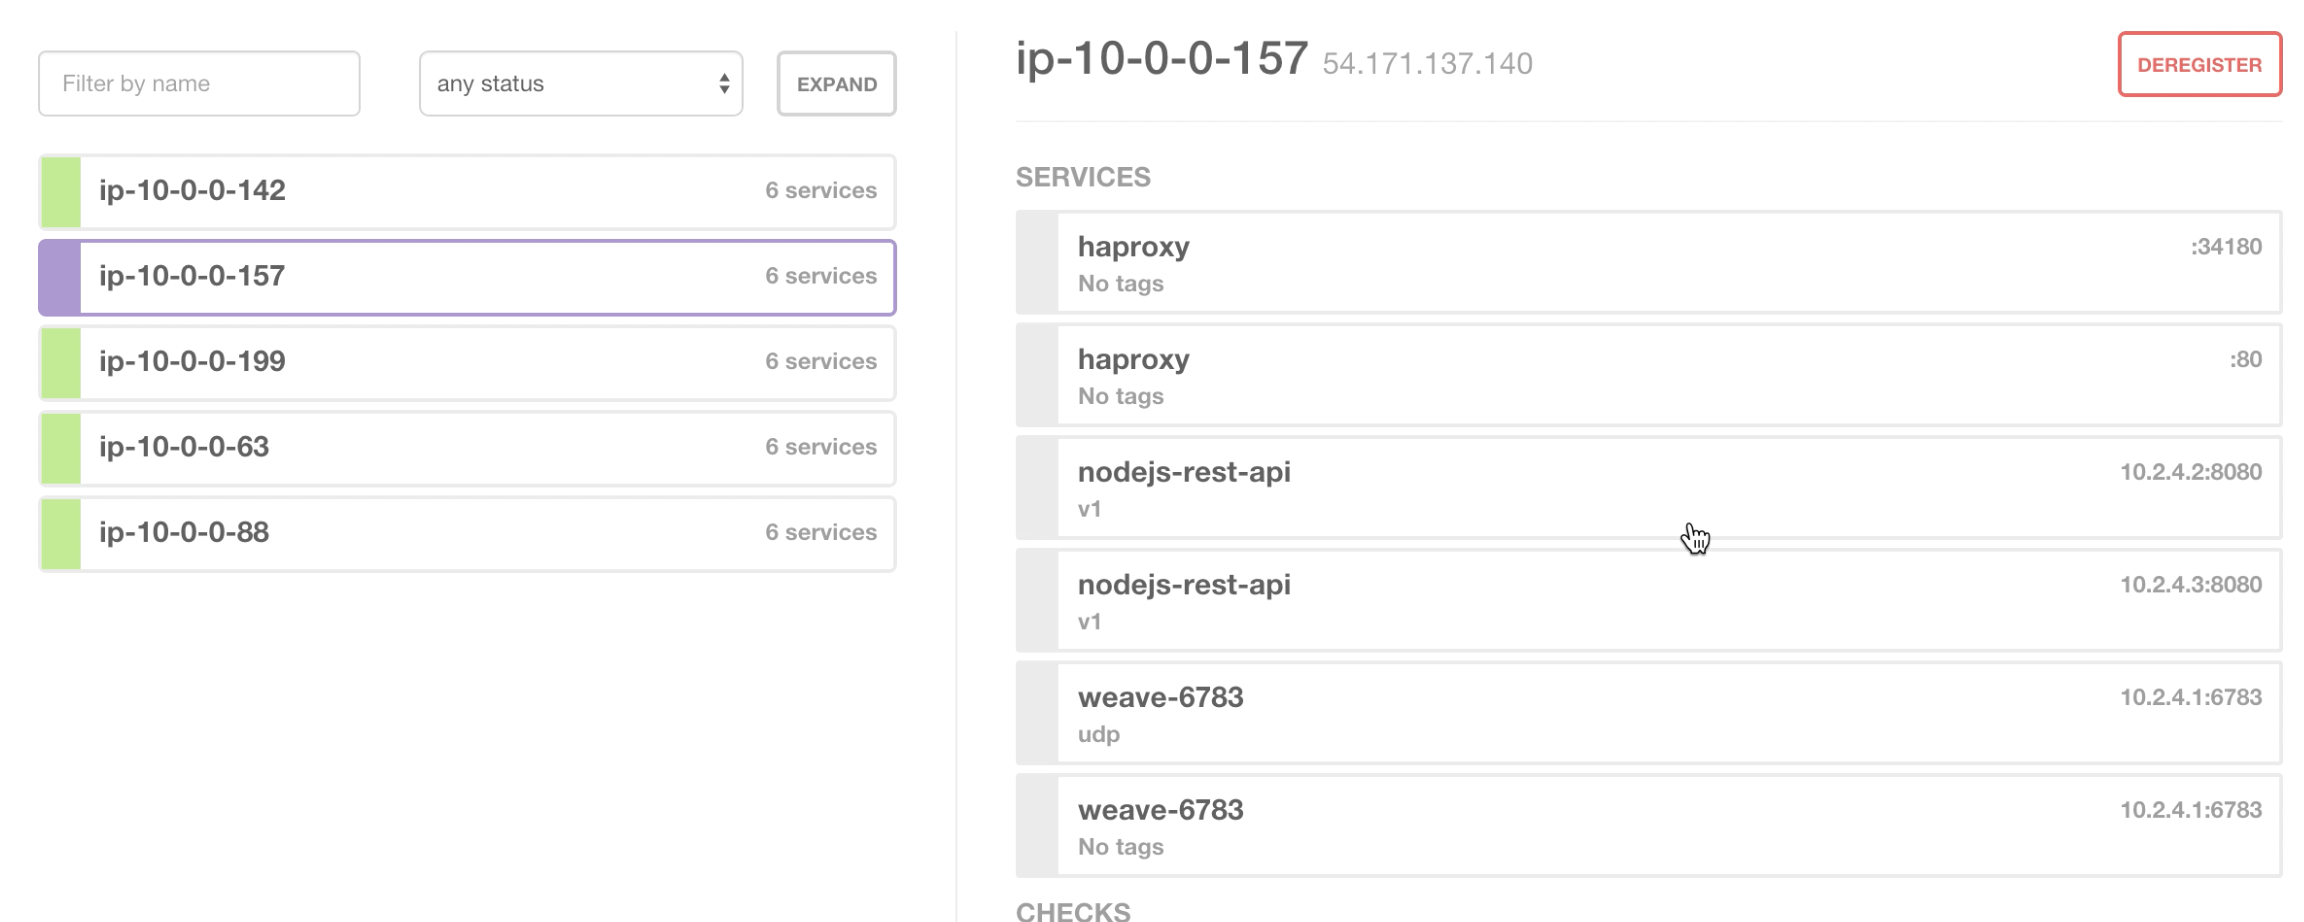 Filter by name
any status
EXPAND
ip-10-0-0-142 6 services
ip-10-0-0-157 6 services
ip-10-0-0-199 6 services
ip-10-0-0-63 6 services
ip-10-0-0-88 6 services
ip-10-0-0-157 54.171.137.140
DEREGISTER
SERVICES
haproxy :34180
No tags
haproxy :80
No tags
nodejs-rest-api 10.2.4.2:8080
v1
nodejs-rest-api 10.2.4.3:8080
v1
weave-6783 10.2.4.1:6783
udp
weave-6783 10.2.4.1:6783
No tags
CHECKS